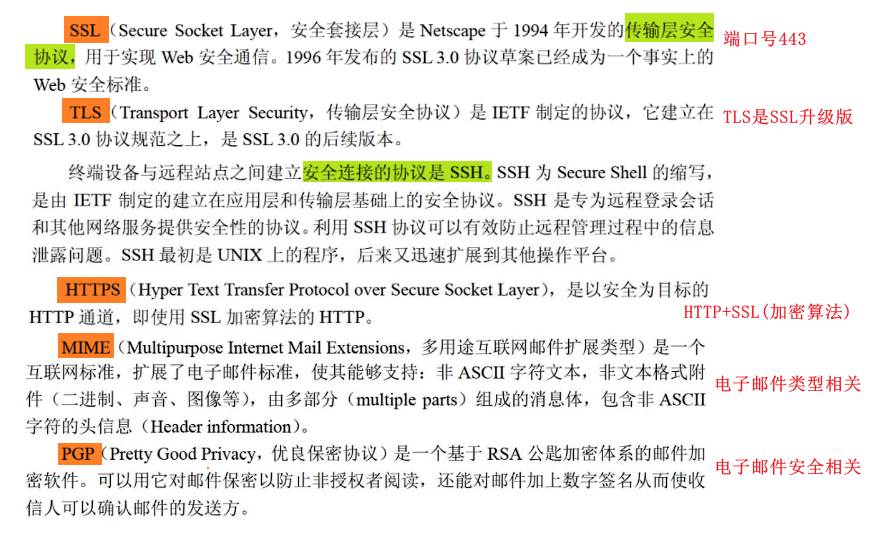 SSL（Secure Socket Layer，安全套接层）是 Netscape 于 1994 年开发的传输层安全
协议，用于实现 Web 安全通信。1996 年发布的 SSL 3.0 协议草案已经成为一个事实上的
Web 安全标准。
端口号443
TLS（Transport Layer Security，传输层安全协议）是 IETF 制定的协议，它建立在
SSL 3.0 协议规范之上，是 SSL 3.0 的后续版本。
TLS是SSL升级版
终端设备与远程站点之间建立安全连接的协议是 SSH。SSH 为 Secure Shell 的缩写，
是由 IETF 制定的建立在应用层和传输层基础上的安全协议。SSH 是专为远程登录会话
和其他网络服务提供安全性的协议。利用 SSH 协议可以有效防止远程管理过程中的信息
泄露问题。SSH 最初是 UNIX 上的程序，后来又迅速扩展到其他操作平台。
HTTPS（Hyper Text Transfer Protocol over Secure Socket Layer），是以安全为目标的
HTTP 通道，即使用 SSL 加密算法的 HTTP。
HTTP+SSL(加密算法)
MIME（Multipurpose Internet Mail Extensions，多用途互联网邮件扩展类型）是一个
互联网标准，扩展了电子邮件标准，使其能够支持：非 ASCII 字符文本，非文本格式附
件（二进制、声音、图像等），由多部分（multiple parts）组成的消息体，包含非 ASCII
字符的头信息（Header information）。
电子邮件类型相关
PGP（Pretty Good Privacy，优良保密协议）是一个基于 RSA 公匙加密体系的邮件加
密软件。可以用它对邮件保密以防止非授权者阅读，还能对邮件加上数字签名从而使收
信人可以确认邮件的发送方。
电子邮件安全相关